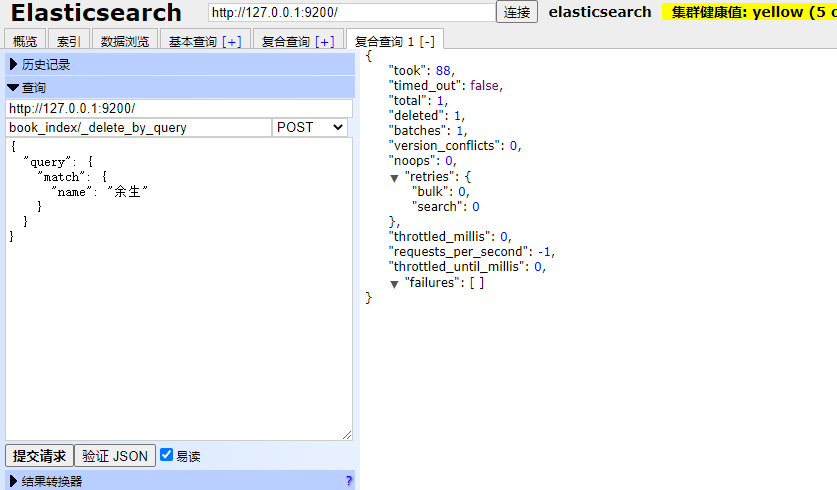 Elasticsearch http://127.0.0.1:9200/ 连接 elasticsearch 集群健康值: yellow (5 o
概览 索引 数据浏览 基本查询 [+] 复合查询 [+] 复合查询 1 [-]
历史记录
查询
http://127.0.0.1:9200/
book_index/_delete_by_query POST
{
"query": {
"match": {
"name": "余生"
}
}
}
提交请求 验证 JSON 易读
结果转换器 ?
{
"took": 88,
"timed_out": false,
"total": 1,
"deleted": 1,
"batches": 1,
"version_conflicts": 0,
"noops": 0,
"retries": {
"bulk": 0,
"search": 0
},
"throttled_millis": 0,
"requests_per_second": -1,
"throttled_until_millis": 0,
"failures": [ ]
}